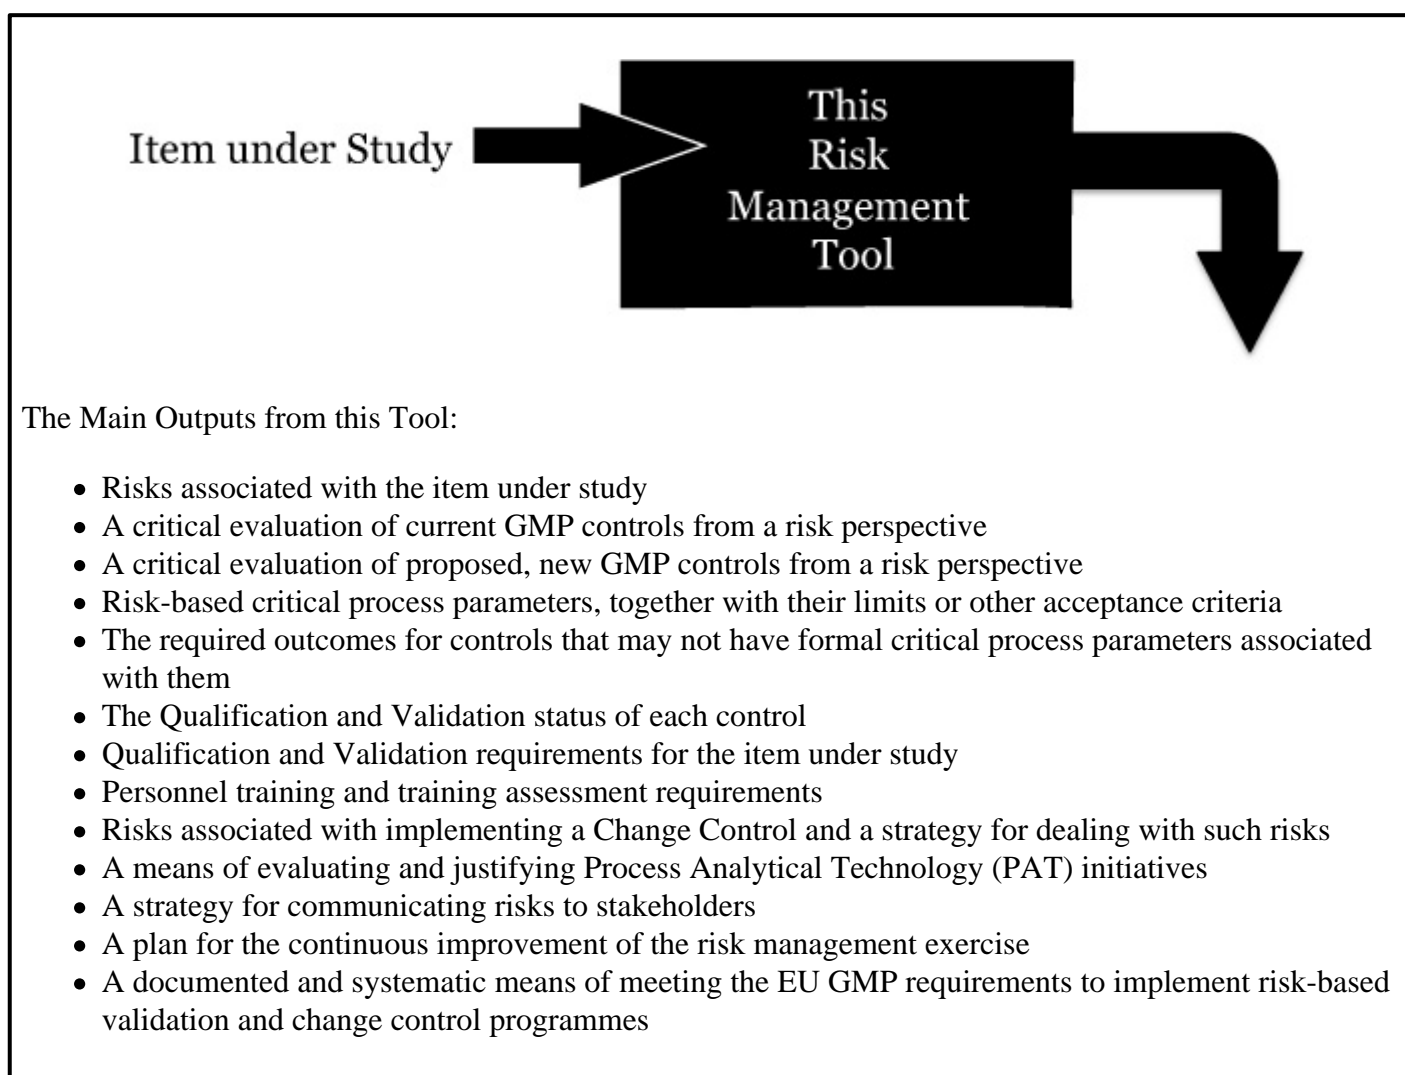 This
Risk
Item under Study
Management
Tool
The Main Outputs from this Tool:
• Risks associated with the item under study
• A critical evaluation of current GMP controls from a risk perspective
• A critical evaluation of proposed, new GMP controls from a risk perspective
• Risk-based critical process parameters, together with their limits or other acceptance criteria
• The required outcomes for controls that may not have formal critical process parameters associated
with them
• The Qualification and Validation status of each control
• Qualification and Validation requirements for the item under study
• Personnel training and training assessment requirements
• Risks associated with implementing a Change Control and a strategy for dealing with such risks
• A means of evaluating and justifying Process Analytical Technology (PAT) initiatives
• A strategy for communicating risks to stakeholders
• A plan for the continuous improvement of the risk management exercise
• A documented and systematic means of meeting the EU GMP requirements to implement risk-based
validation and change control programmes